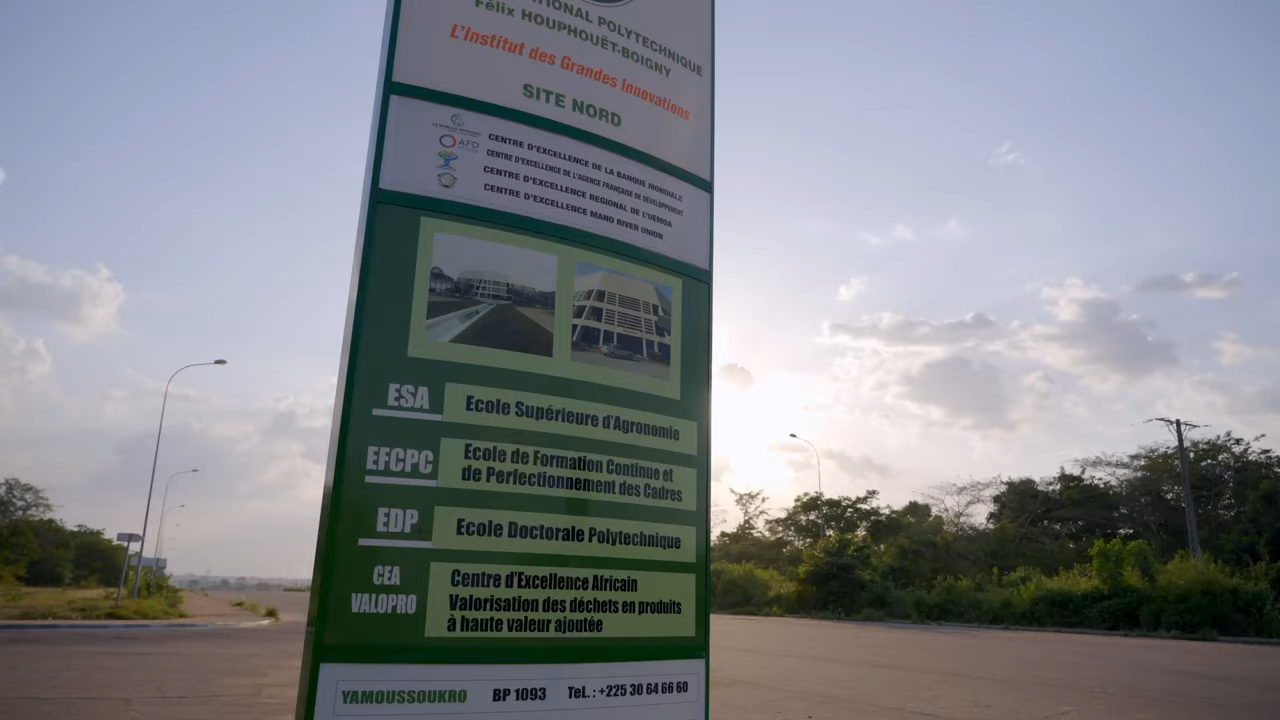 NATIONAL POLYTECHNIQUE
Félix HOUPHOUËT-BOIGNY
L'Institut des Grandes Innovations
SITE NORD
AFD
CENTRE D'EXCELLENCE DE LA BANQUE MONDIALE
CENTRE D'EXCELLENCE DE L'AGENCE FRANÇAISE DE DÉVELOPPEMENT
CENTRE D'EXCELLENCE REGIONAL DE L'UEMOA
CENTRE D'EXCELLENCE MANO RIVER UNION
ESA
Ecole Supérieure d'Agronomie
EFCPC
Ecole de Formation Continue et
de Perfectionnement des Cadres
EDP
Ecole Doctorale Polytechnique
CEA
VALOPRO
Centre d'Excellence Africain
Valorisation des déchets en produits
à haute valeur ajoutée
YAMOUSSOUKRO BP 1093 TeL. : +225 30 64 66 60